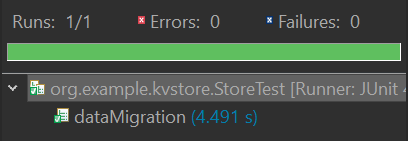 Runs: 1/1 Errors: 0 Failures: 0
org.example.kvstore.StoreTest [Runner: JUnit
dataMigration (4.491 s)